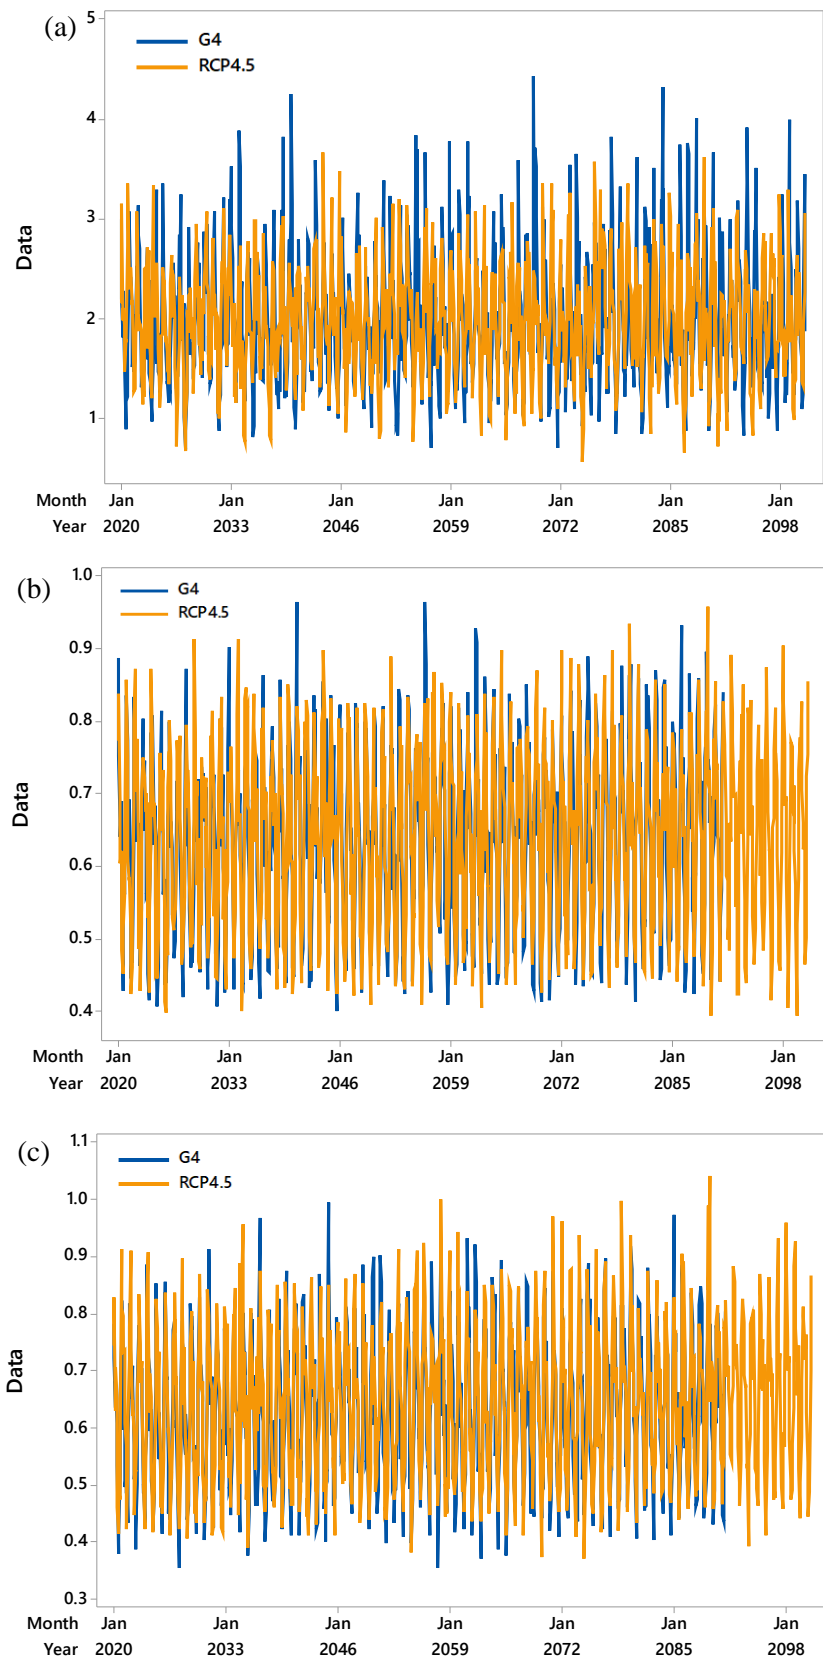 (a)
G4
RCP4.5
Data
5
4
3
2
1
Month Jan Jan Jan Jan Jan Jan Jan
Year 2020 2033 2046 2059 2072 2085 2098
(b)
G4
RCP4.5
Data
1.0
0.9
0.8
0.7
0.6
0.5
0.4
Month Jan Jan Jan Jan Jan Jan Jan
Year 2020 2033 2046 2059 2072 2085 2098
(c)
G4
RCP4.5
Data
1.1
1.0
0.9
0.8
0.7
0.6
0.5
0.4
0.3
Month Jan Jan Jan Jan Jan Jan Jan
Year 2020 2033 2046 2059 2072 2085 2098